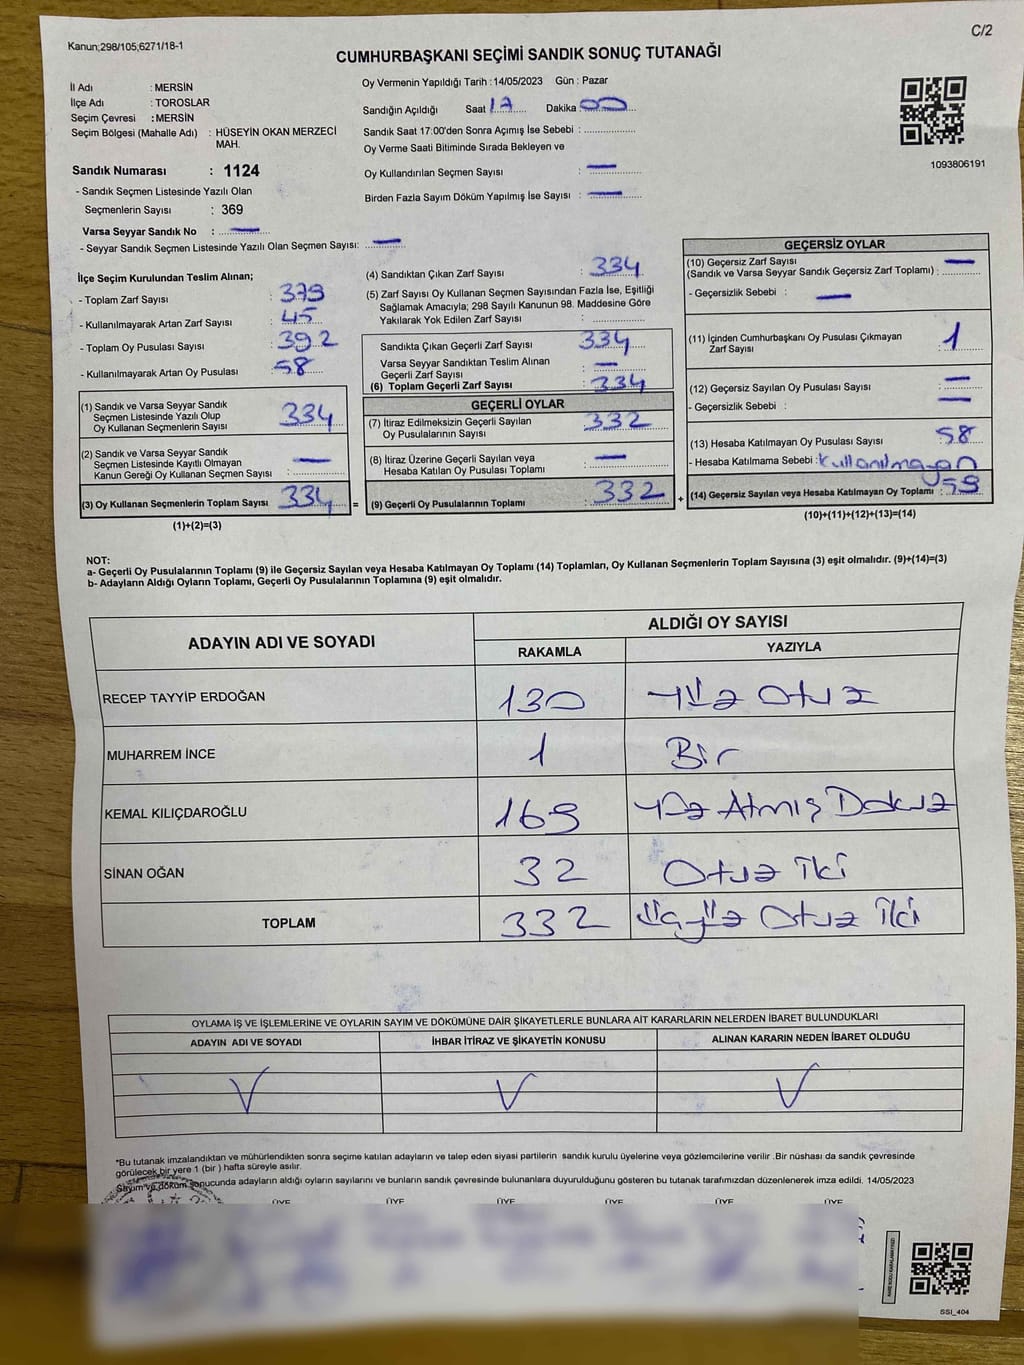 Kanun;298/105,6271/18-1
C/2
CUMHURBAŞKANI SEÇİMİ SANDIK SONUÇ TUTANAĞI
İl Adı : MERSİN
İlçe Adı : TOROSLAR
Seçim Çevresi : MERSİN
Seçim Bölgesi (Mahalle Adı) : HÜSEYİN OKAN MERZECİ
MAH.
Sandık Numarası : 1124
- Sandık Seçmen Listesinde Yazılı Olan
Seçmenlerin Sayısı : 369
Varsa Seyyar Sandık No : —
- Seyyar Sandık Seçmen Listesinde Yazılı Olan Seçmen Sayısı: —
Oy Vermenin Yapıldığı Tarih : 14/05/2023 Gün : Pazar
Sandığın Açıldığı Saat 17 Dakika 00
Sandık Saat 17:00'den Sonra Açımış İse Sebebi :
Oy Verme Saati Bitiminde Sırada Bekleyen ve
Oy Kullandırılan Seçmen Sayısı : —
Birden Fazla Sayım Döküm Yapılmış İse Sayısı : —
1093806191
İlçe Seçim Kurulundan Teslim Alınan;
- Toplam Zarf Sayısı : 379
- Kullanılmayarak Artan Zarf Sayısı : 45
- Toplam Oy Pusulası Sayısı : 392
- Kullanılmayarak Artan Oy Pusulası : 58
(1) Sandık ve Varsa Seyyar Sandık
Seçmen Listesinde Yazılı Olup
Oy Kullanan Seçmenlerin Sayısı : 334
(2) Sandık ve Varsa Seyyar Sandık
Seçmen Listesinde Kayıtlı Olmayan
Kanun Gereği Oy Kullanan Seçmen Sayısı : —
(3) Oy Kullanan Seçmenlerin Toplam Sayısı : 334 =
(1)+(2)=(3)
(4) Sandıktan Çıkan Zarf Sayısı : 334
(5) Zarf Sayısı Oy Kullanan Seçmen Sayısından Fazla İse, Eşitliği
Sağlamak Amacıyla; 298 Sayılı Kanunun 98. Maddesine Göre
Yakılarak Yok Edilen Zarf Sayısı :
Sandıkta Çıkan Geçerli Zarf Sayısı : 334
Varsa Seyyar Sandıktan Teslim Alınan
Geçerli Zarf Sayısı : —
(6) Toplam Geçerli Zarf Sayısı : 334
GEÇERLİ OYLAR
(7) İtiraz Edilmeksizin Geçerli Sayılan
Oy Pusulalarının Sayısı : 332
(8) İtiraz Üzerine Geçerli Sayılan veya
Hesaba Katılan Oy Pusulası Toplamı : —
(9) Geçerli Oy Pusulalarının Toplamı : 332 +
GEÇERSİZ OYLAR
(10) Geçersiz Zarf Sayısı
(Sandık ve Varsa Seyyar Sandık Geçersiz Zarf Toplamı) : —
- Geçersizlik Sebebi : —
(11) İçinden Cumhurbaşkanı Oy Pusulası Çıkmayan
Zarf Sayısı : 1
(12) Geçersiz Sayılan Oy Pusulası Sayısı : —
- Geçersizlik Sebebi : —
(13) Hesaba Katılmayan Oy Pusulası Sayısı : 58
- Hesaba Katılmama Sebebi : Kullanılmayan
(14) Geçersiz Sayılan veya Hesaba Katılmayan Oy Toplamı : 59
(10)+(11)+(12)+(13)=(14)
NOT:
a- Geçerli Oy Pusulalarının Toplamı (9) ile Geçersiz Sayılan veya Hesaba Katılmayan Oy Toplamı (14) Toplamları, Oy Kullanan Seçmenlerin Toplam Sayısına (3) eşit olmalıdır. (9)+(14)=(3)
b- Adayların Aldığı Oyların Toplamı, Geçerli Oy Pusulalarının Toplamına (9) eşit olmalıdır.
ADAYIN ADI VE SOYADI ALDIĞI OY SAYISI
RAKAMLA YAZIYLA
RECEP TAYYİP ERDOĞAN 130 Yüz Otuz
MUHARREM İNCE 1 Bir
KEMAL KILIÇDAROĞLU 169 Yüz Atmış Dokuz
SİNAN OĞAN 32 Otuz iki
TOPLAM 332 Üçyüz Otuz iki
OYLAMA İŞ VE İŞLEMLERİNE VE OYLARIN SAYIM VE DÖKÜMÜNE DAİR ŞİKAYETLERLE BUNLARA AİT KARARLARIN NELERDEN İBARET BULUNDUKLARI
ADAYIN ADI VE SOYADI İHBAR İTİRAZ VE ŞİKAYETİN KONUSU ALINAN KARARIN NEDEN İBARET OLDUĞU
*Bu tutanak imzalandıktan ve mühürlendikten sonra seçime katılan adayların ve talep eden siyasi partilerin sandık kurulu üyelerine veya gözlemcilerine verilir .Bir nüshası da sandık çevresinde
görülecek bir yere 1 (bir ) hafta süreyle asılır.
Sayım ve döküm sonucunda adayların aldığı oyların sayılarını ve bunların sandık çevresinde bulunanlara duyurulduğunu gösteren bu tutanak tarafımızdan düzenlenerek imza edildi. 14/05/2023
ÜYE ÜYE ÜYE ÜYE ÜYE ÜYE
SSI_404